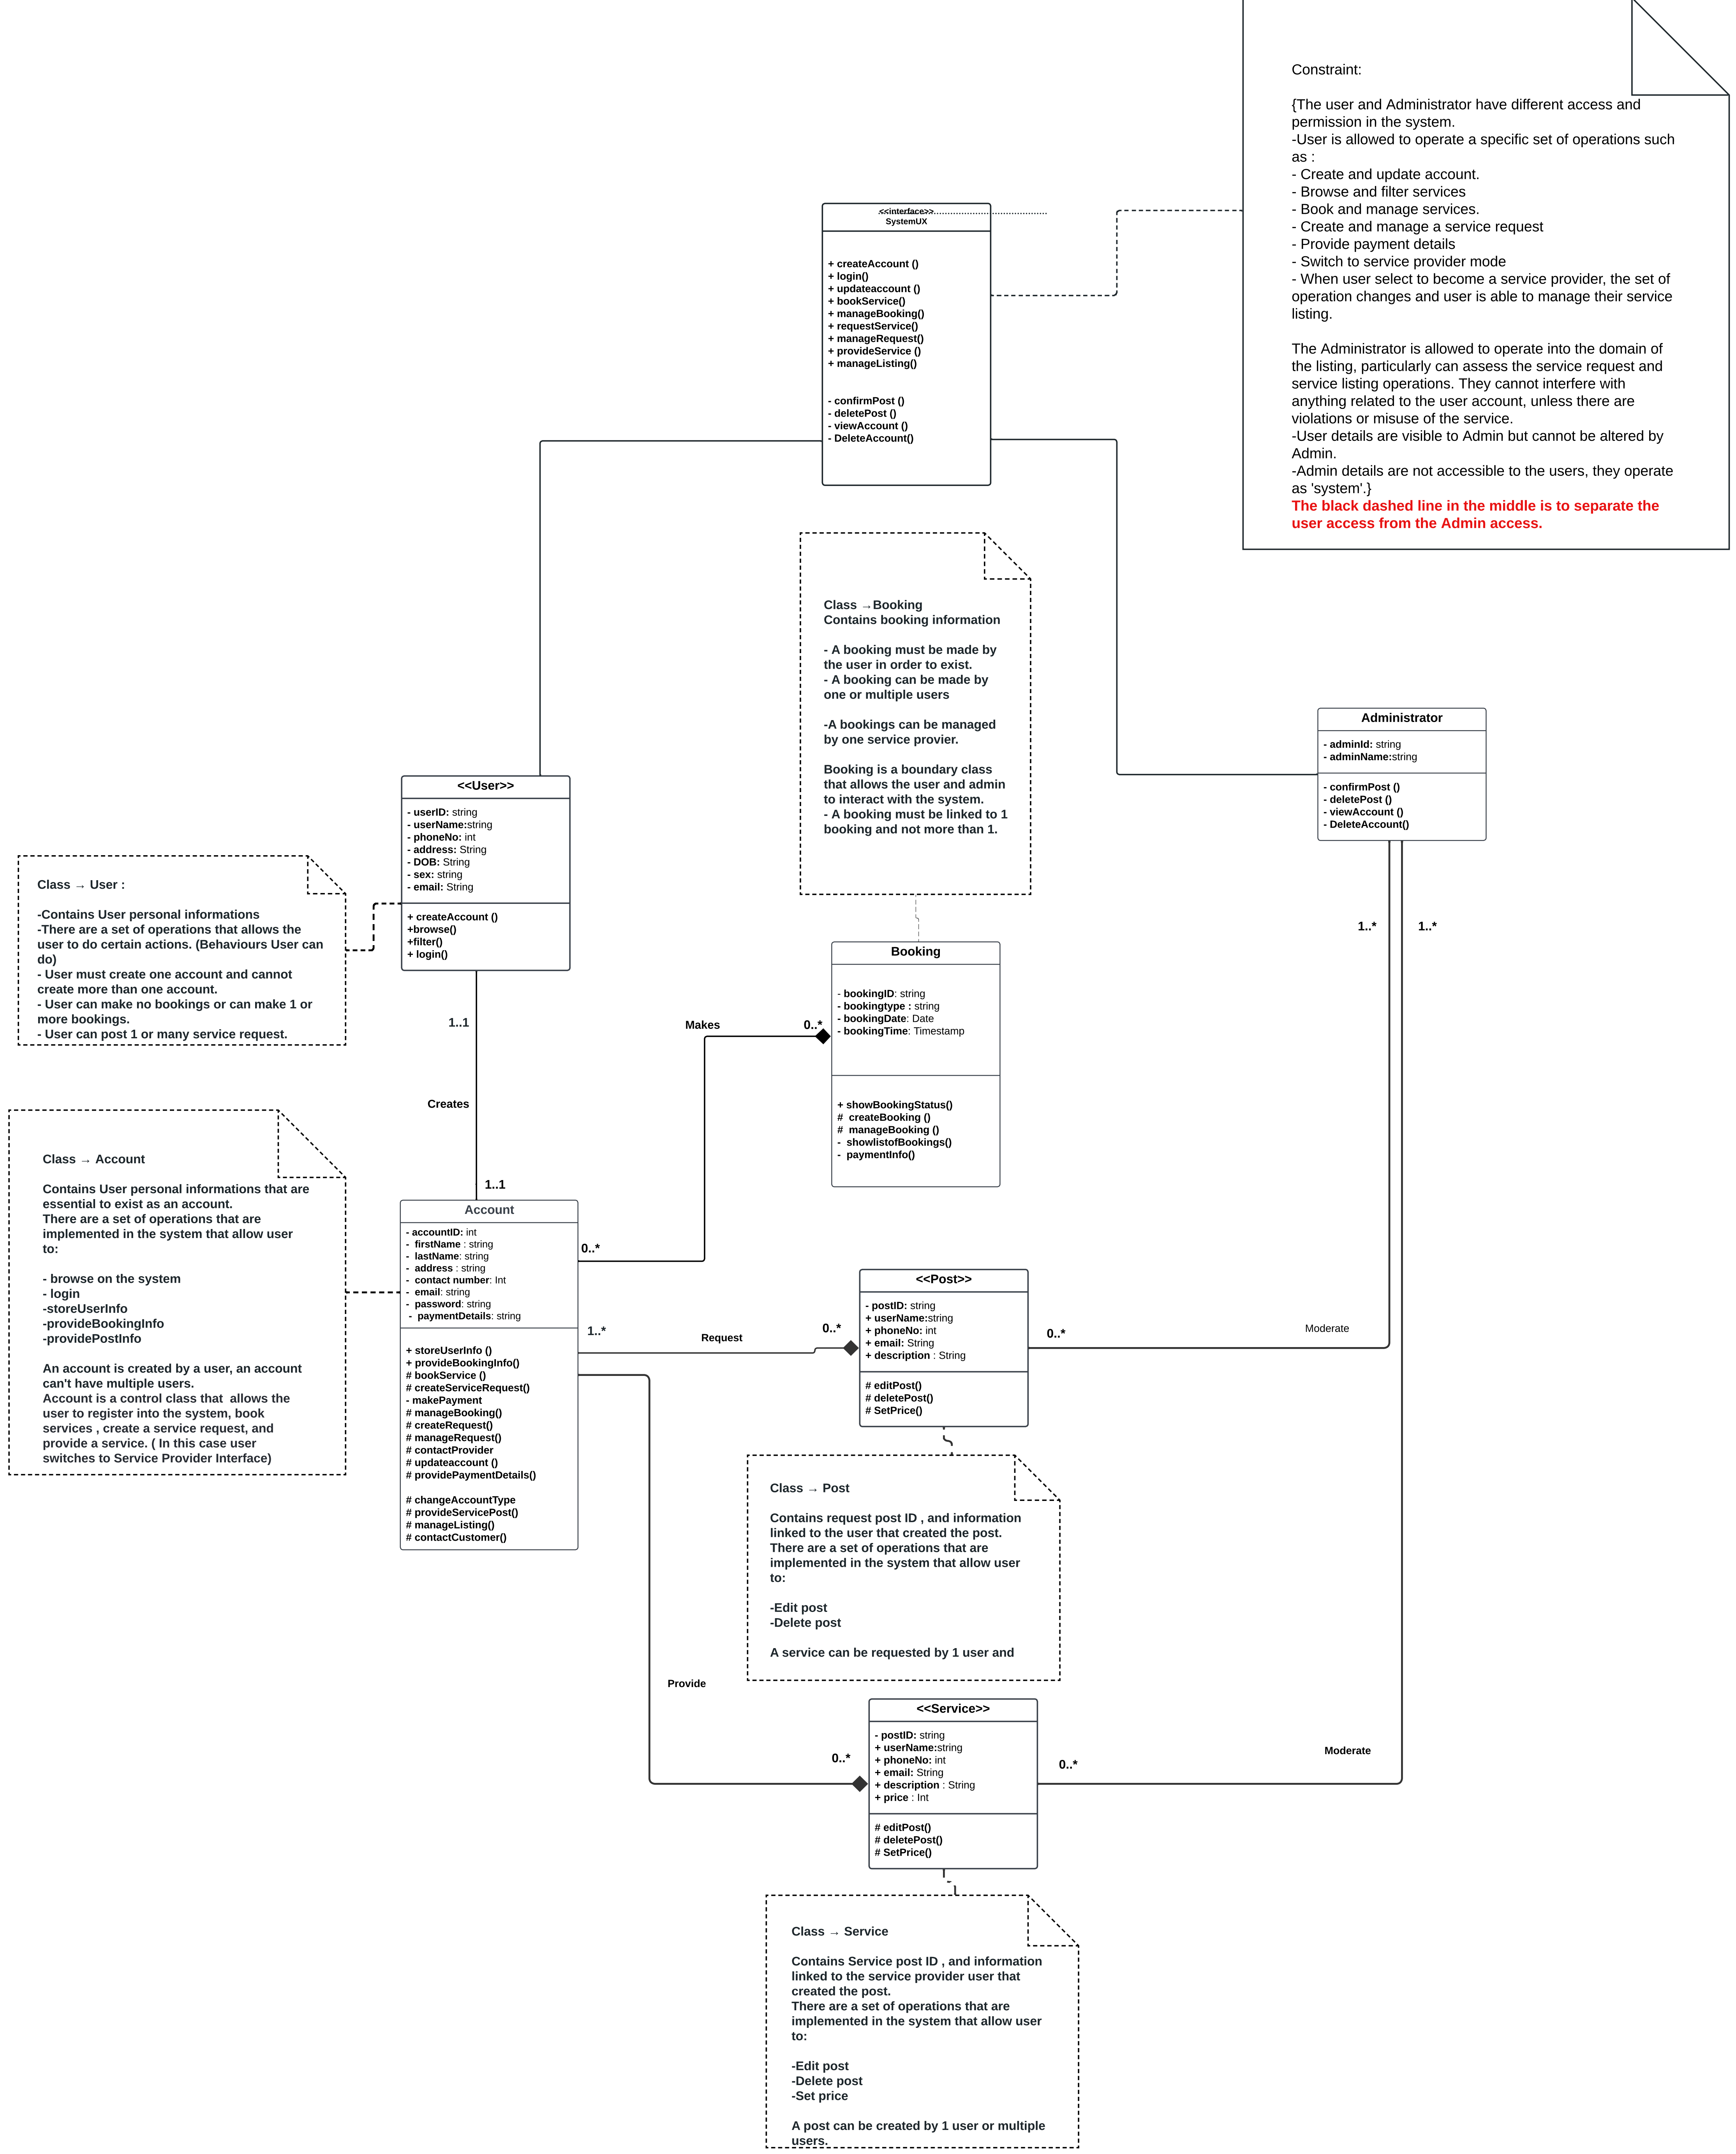 Constraint:
{The user and Administrator have different access and
permission in the system.
-User is allowed to operate a specific set of operations such
as :
- Create and update account.
- Browse and filter services
- Book and manage services.
- Create and manage a service request
- Provide payment details
- Switch to service provider mode
- When user select to become a service provider, the set of
operation changes and user is able to manage their service
listing.
The Administrator is allowed to operate into the domain of
the listing, particularly can assess the service request and
service listing operations. They cannot interfere with
anything related to the user account, unless there are
violations or misuse of the service.
-User details are visible to Admin but cannot be altered by
Admin.
-Admin details are not accessible to the users, they operate
as 'system'.}
The black dashed line in the middle is to separate the
user access from the Admin access.
<<interface>>
SystemUX
+ createAccount ()
+ login()
+ updateaccount ()
+ bookService()
+ manageBooking()
+ requestService()
+ manageRequest()
+ provideService ()
+ manageListing()
- confirmPost ()
- deletePost ()
- viewAccount ()
- DeleteAccount()
Class →Booking
Contains booking information
- A booking must be made by
the user in order to exist.
- A booking can be made by
one or multiple users
-A bookings can be managed
by one service provier.
Booking is a boundary class
that allows the user and admin
to interact with the system.
- A booking must be linked to 1
booking and not more than 1.
Administrator
- adminId: string
- adminName:string
- confirmPost ()
- deletePost ()
- viewAccount ()
- DeleteAccount()
1..*
1..*
<<User>>
- userID: string
- userName:string
- phoneNo: int
- address: String
- DOB: String
- sex: string
- email: String
+ createAccount ()
+browse()
+filter()
+ login()
Class → User :
-Contains User personal informations
-There are a set of operations that allows the
user to do certain actions. (Behaviours User can
do)
- User must create one account and cannot
create more than one account.
- User can make no bookings or can make 1 or
more bookings.
- User can post 1 or many service request.
1..1
Creates
1..1
Makes
0..*
Booking
- bookingID: string
- bookingtype : string
- bookingDate: Date
- bookingTime: Timestamp
+ showBookingStatus()
#  createBooking ()
#  manageBooking ()
-  showlistofBookings()
-  paymentInfo()
Class → Account
Contains User personal informations that are
essential to exist as an account.
There are a set of operations that are
implemented in the system that allow user
to:
- browse on the system
- login
-storeUserInfo
-provideBookingInfo
-providePostInfo
An account is created by a user, an account
can't have multiple users.
Account is a control class that  allows the
user to register into the system, book
services , create a service request, and
provide a service. ( In this case user
switches to Service Provider Interface)
Account
- accountID: int
-  firstName : string
-  lastName: string
-  address : string
-  contact number: Int
-  email: string
-  password: string
-  paymentDetails: string
+ storeUserInfo ()
+ provideBookingInfo()
# bookService ()
# createServiceRequest()
- makePayment
# manageBooking()
# createRequest()
# manageRequest()
# contactProvider
# updateaccount ()
# providePaymentDetails()
# changeAccountType
# provideServicePost()
# manageListing()
# contactCustomer()
0..*
1..*
Request
0..*
<<Post>>
- postID: string
+ userName:string
+ phoneNo: int
+ email: String
+ description : String
# editPost()
# deletePost()
# SetPrice()
0..*
Moderate
Class → Post
Contains request post ID , and information
linked to the user that created the post.
There are a set of operations that are
implemented in the system that allow user
to:
-Edit post
-Delete post
A service can be requested by 1 user and
Provide
0..*
<<Service>>
- postID: string
+ userName:string
+ phoneNo: int
+ email: String
+ description : String
+ price : Int
# editPost()
# deletePost()
# SetPrice()
0..*
Moderate
Class → Service
Contains Service post ID , and information
linked to the service provider user that
created the post.
There are a set of operations that are
implemented in the system that allow user
to:
-Edit post
-Delete post
-Set price
A post can be created by 1 user or multiple
users.